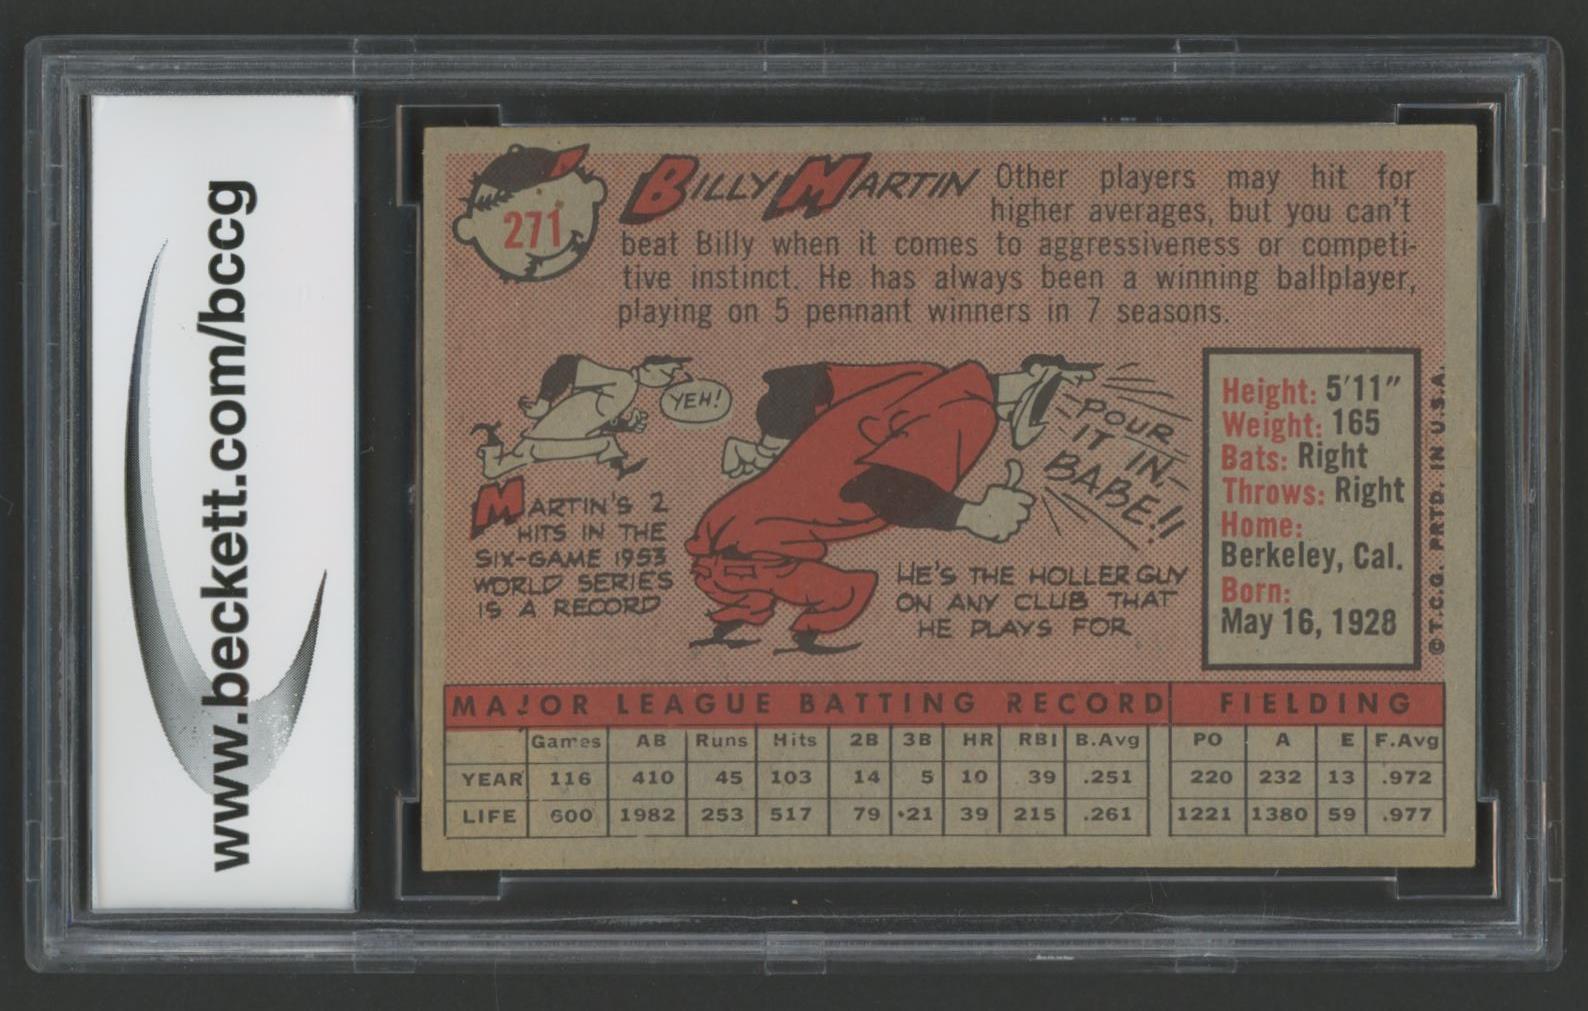 www.beckett.com/bccg
271
BILLY MARTIN
Other players may hit for
higher averages, but you can't
beat Billy when it comes to aggressiveness or competi-
tive instinct. He has always been a winning ballplayer,
playing on 5 pennant winners in 7 seasons.
YEH!
MARTIN'S 2
HITS IN THE
SIX-GAME 1953
WORLD SERIES
IS A RECORD
POUR
IT IN
BABE!!
HE'S THE HOLLER GUY
ON ANY CLUB THAT
HE PLAYS FOR
Height: 5'11"
Weight: 165
Bats: Right
Throws: Right
Home:
Berkeley, Cal.
Born:
May 16, 1928
© T.C.G. PRTD. IN U.S.A.
MAJOR LEAGUE BATTING RECORD FIELDING
Games AB Runs Hits 2B 3B HR RBI B.Avg PO A E F.Avg
YEAR 116 410 45 103 14 5 10 39 .251 220 232 13 .972
LIFE 600 1982 253 517 79 21 39 215 .261 1221 1380 59 .977